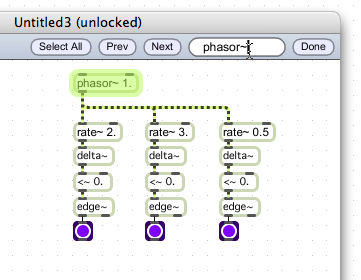 Untitled3 (unlocked)
Select All Prev Next phasor~ Done
phasor~ 1.
rate~ 2. rate~ 3. rate~ 0.5
delta~ delta~ delta~
<~ 0. <~ 0. <~ 0.
edge~ edge~ edge~